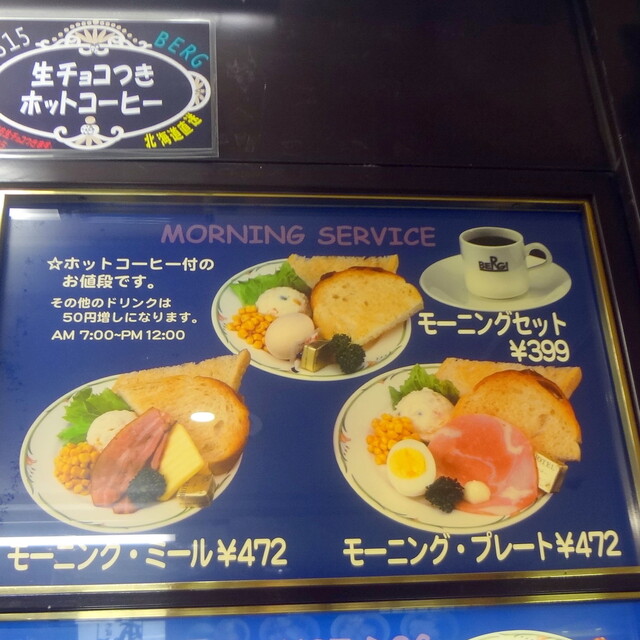 BERG
生チョコつき
ホットコーヒー
北海道直送
MORNING SERVICE
☆ホットコーヒー付の
お値段です。
その他のドリンクは
50円増しになります。
AM 7:00~PM 12:00
BERG
モーニングセット
¥399
モーニング・ミール¥472
モーニング・プレート¥472